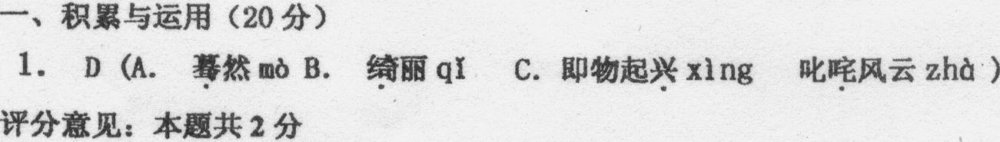 一、积累与运用（20分）
1. D (A. 蓦然 mò B. 绮丽 qǐ C. 即物起兴 xìng 叱咤风云 zhà )
评分意见：本题共2分